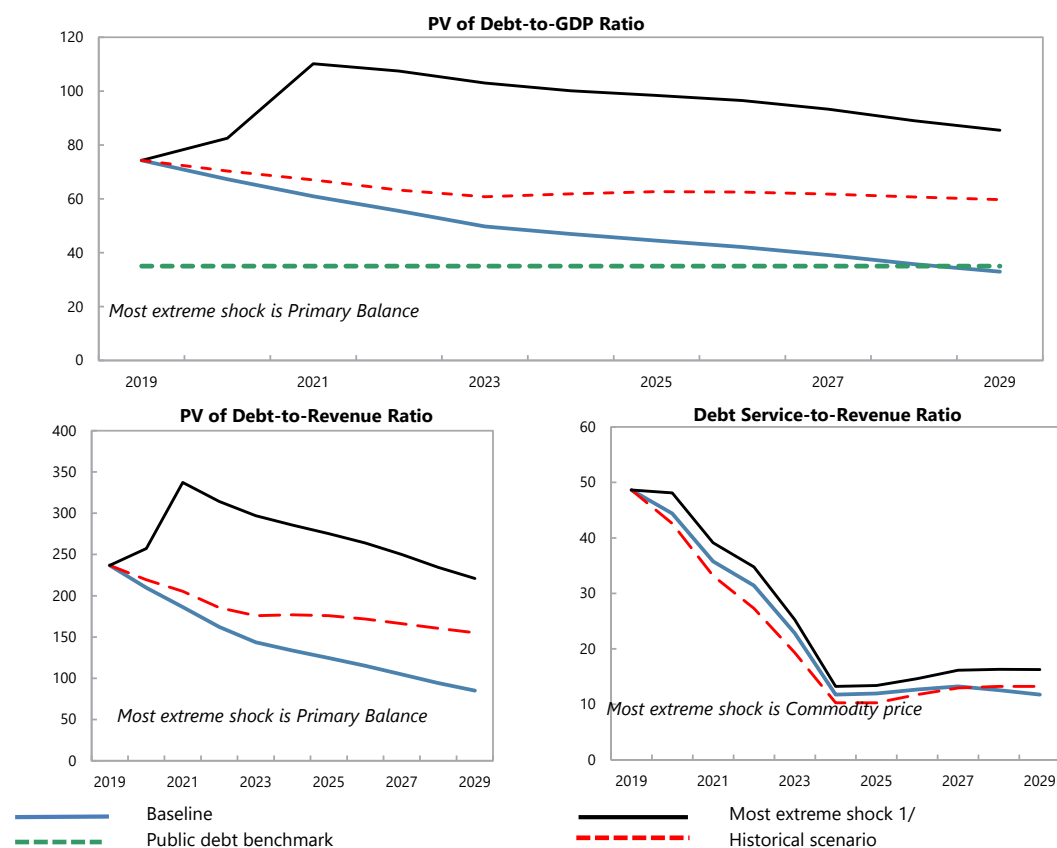 PV of Debt-to-GDP Ratio
120
100
80
60
40
20
0
Most extreme shock is Primary Balance
2019 2021 2023 2025 2027 2029
PV of Debt-to-Revenue Ratio
400
350
300
250
200
150
100
50
0
Most extreme shock is Primary Balance
2019 2021 2023 2025 2027 2029
Debt Service-to-Revenue Ratio
60
50
40
30
20
10
0
Most extreme shock is Commodity price
2019 2021 2023 2025 2027 2029
Baseline
Public debt benchmark
Most extreme shock 1/
Historical scenario